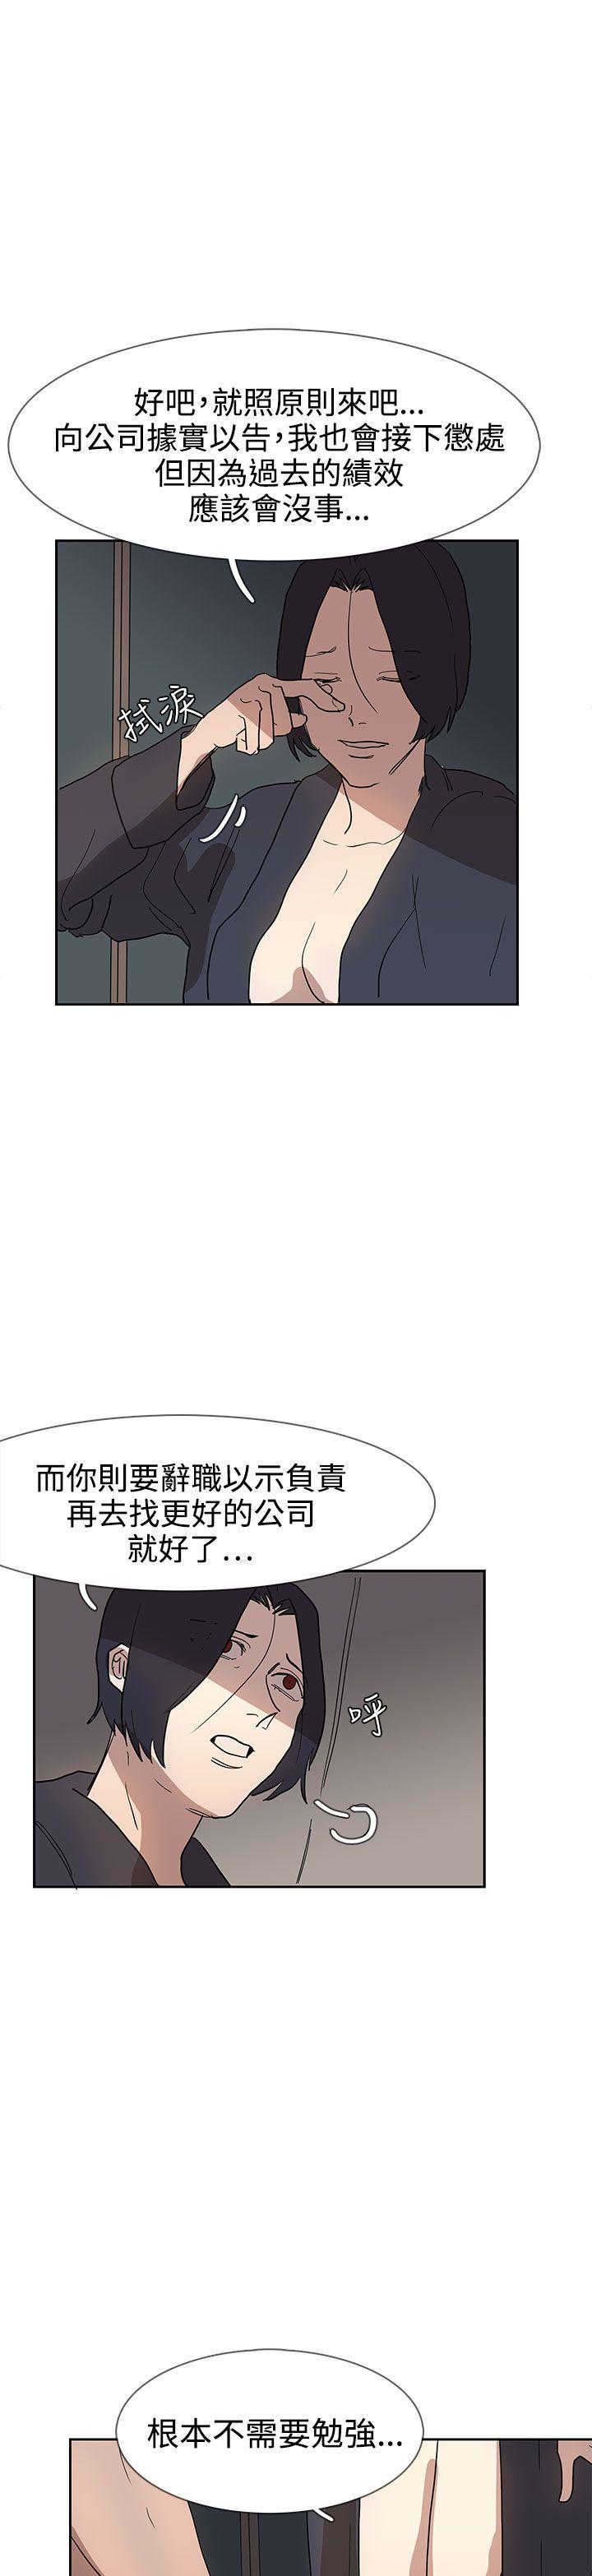 好吧，就照原則來吧...
向公司據實以告，我也會接下懲處
但因為過去的績效
應該會沒事...
拭淚
而你則要辭職以示負責
再去找更好的公司
就好了...
呼
根本不需要勉強...